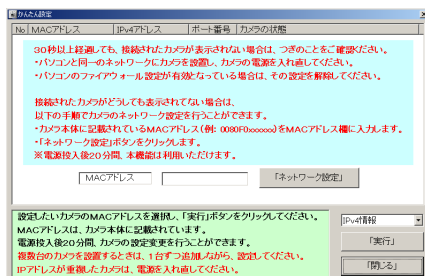 かんたん設定
No MACアドレス IPv4アドレス ポート番号 カメラの状態
30秒以上経過しても、接続されたカメラが表示されない場合は、つぎのことをご確認ください。
・パソコンと同一のネットワークにカメラを設置し、カメラの電源を入れ直してください。
・パソコンのファイアウォール設定が有効となっている場合は、その設定を解除してください。
接続されたカメラがどうしても表示されてない場合は、
以下の手順でカメラのネットワーク設定を行うことができます。
・カメラ本体に記載されているMACアドレス(例: 0080F0xxxxxx)をMACアドレス欄に入力します。
・「ネットワーク設定」ボタンをクリックします。
※電源投入後20分間、本機能は利用いただけます。
MACアドレス 「ネットワーク設定」
設定したいカメラのMACアドレスを選択し、「実行」ボタンをクリックしてください。
MACアドレスは、カメラ本体に記載されています。
電源投入後20分間、カメラの設定変更を行うことができます。
複数台のカメラを設置するときは、1台ずつ追加しながら、設定してください。
IPアドレスが重複したカメラは、電源を入れ直してください。
IPv4情報
「実行」
「閉じる」